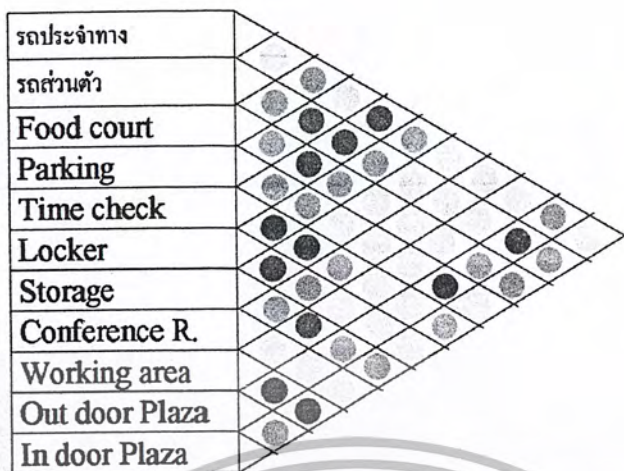 รถประจำทาง
รถส่วนตัว
Food court
Parking
Time check
Locker
Storage
Conference R.
Working area
Out door Plaza
In door Plaza